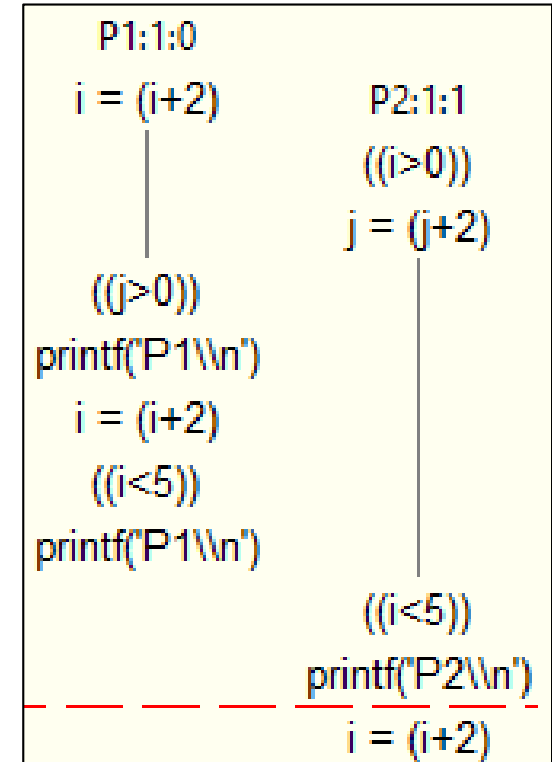 P1:1:0
i = (i+2)
P2:1:1
((i>0))
j = (j+2)
((j>0))
printf('P1\\n')
i = (i+2)
((i<5))
printf('P1\\n')
((i<5))
printf('P2\\n')
i = (i+2)